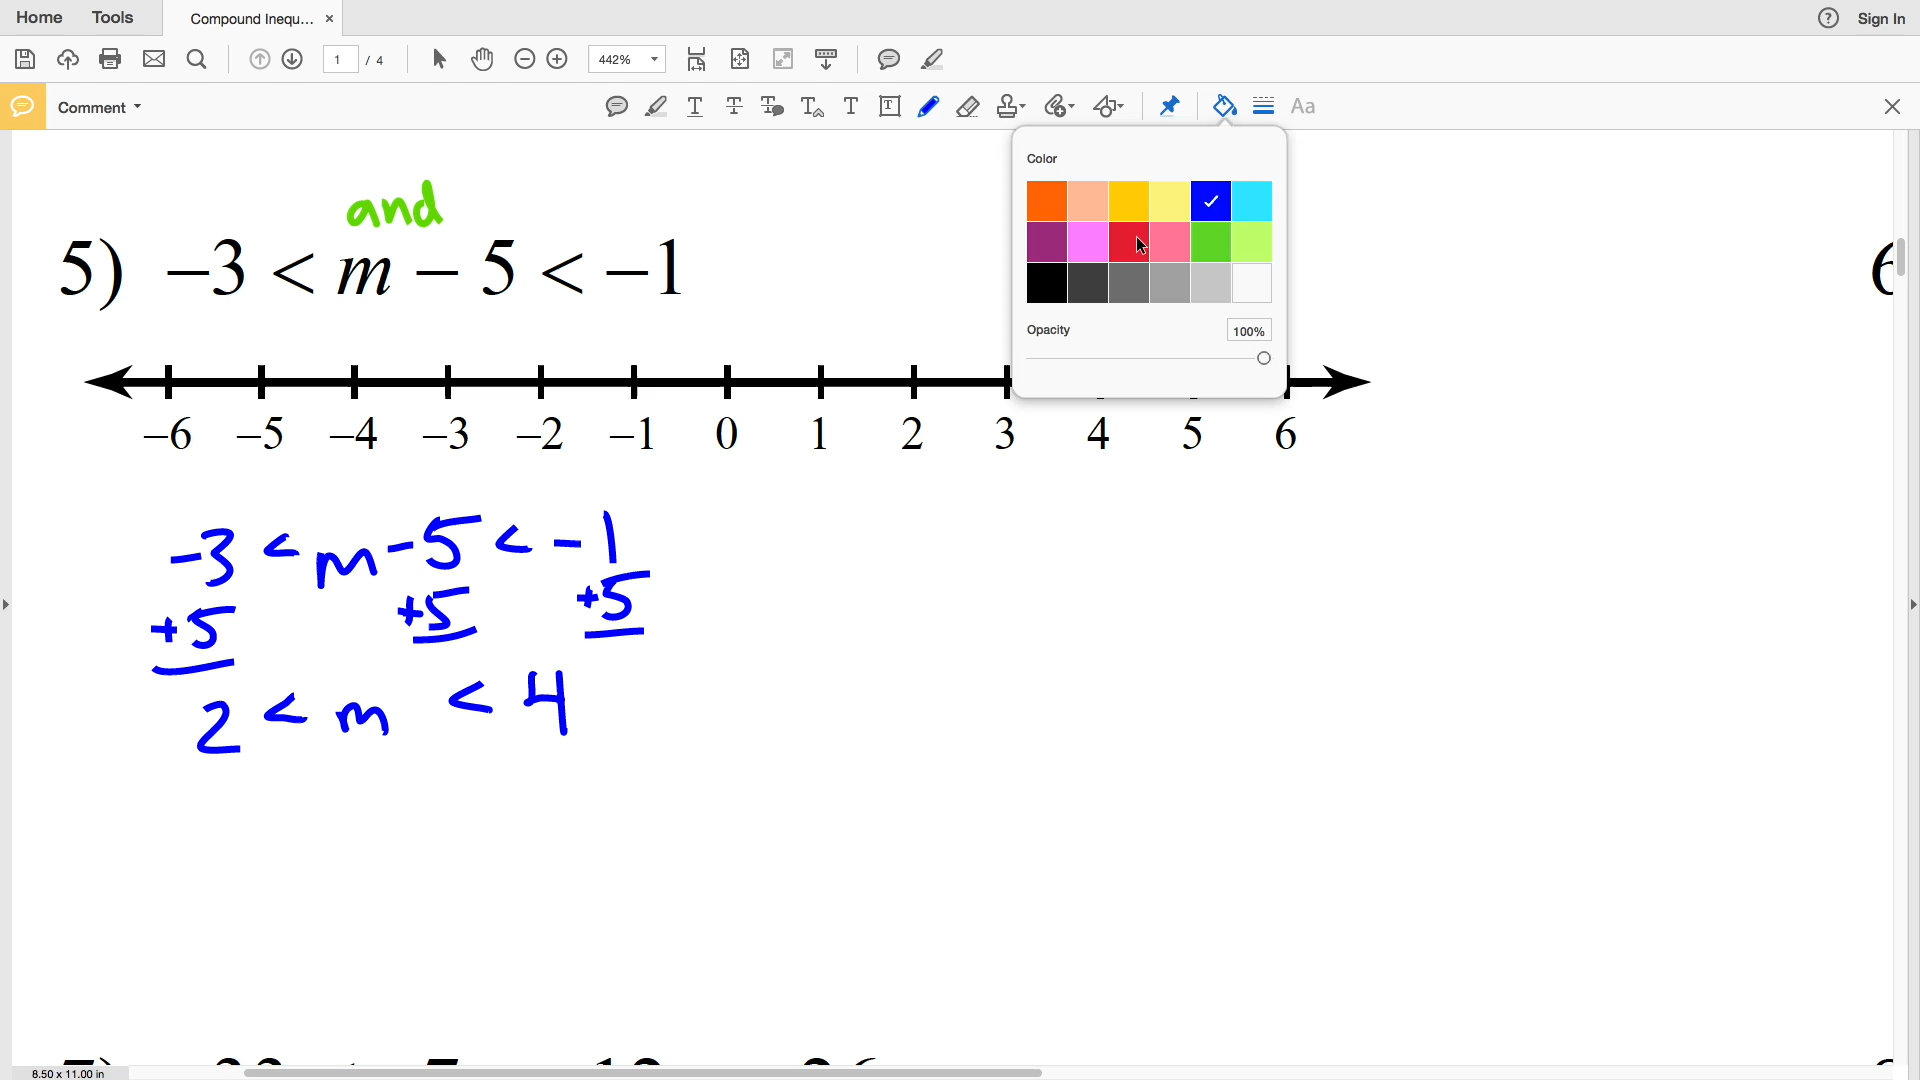 Home Tools Compound Inequ... × ? Sign In
1 / 4 442%
Comment T T T T T T Aa
Color
and
5) −3 < m − 5 < −1
Opacity 100%
−6 −5 −4 −3 −2 −1 0 1 2 3 4 5 6
-3 < m - 5 < -1
+5 +5 +5
2 < m < 4
8.50 x 11.00 in